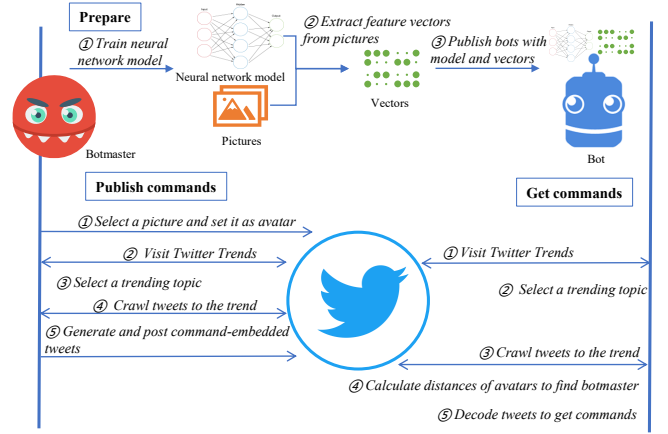 Prepare
① Train neural
network model
Neural network model
Pictures
② Extract feature vectors
from pictures
Vectors
③ Publish bots with
model and vectors
Botmaster
Bot
Publish commands
① Select a picture and set it as avatar
② Visit Twitter Trends
③ Select a trending topic
④ Crawl tweets to the trend
⑤ Generate and post command-embedded
tweets
Get commands
① Visit Twitter Trends
② Select a trending topic
③ Crawl tweets to the trend
④ Calculate distances of avatars to find botmaster
⑤ Decode tweets to get commands